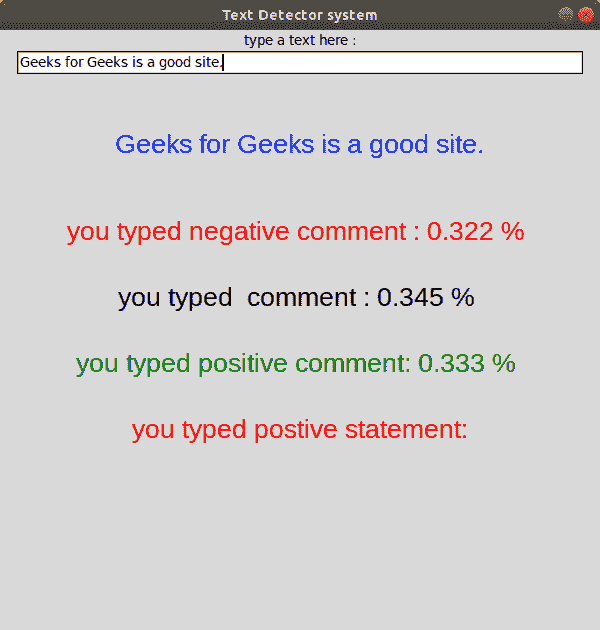 Text Detector system
type a text here :
Geeks for Geeks is a good site.
Geeks for Geeks is a good site.
you typed negative comment : 0.322 %
you typed  comment : 0.345 %
you typed positive comment: 0.333 %
you typed postive statement: